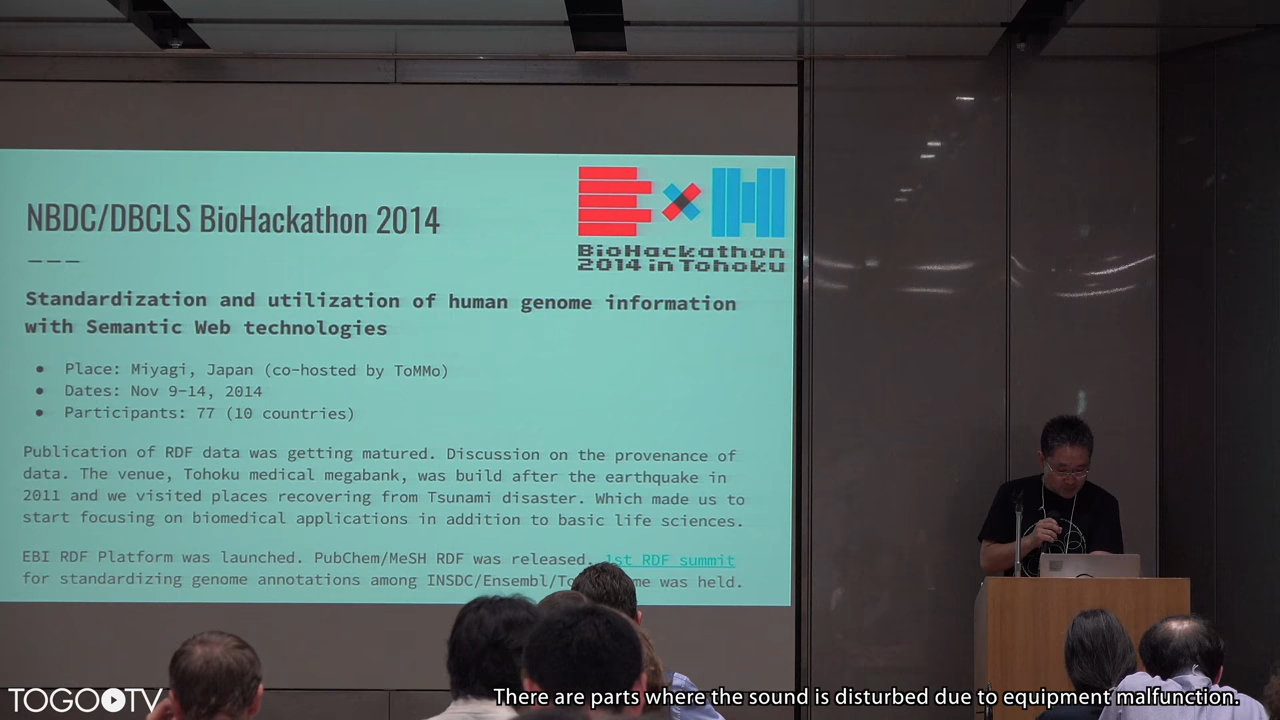 NBDC/DBCLS BioHackathon 2014
BioHackathon
2014 in Tohoku
Standardization and utilization of human genome information
with Semantic Web technologies
● Place: Miyagi, Japan (co-hosted by ToMMo)
● Dates: Nov 9-14, 2014
● Participants: 77 (10 countries)
Publication of RDF data was getting matured. Discussion on the provenance of
data. The venue, Tohoku medical megabank, was build after the earthquake in
2011 and we visited places recovering from Tsunami disaster. Which made us to
start focusing on biomedical applications in addition to basic life sciences.
EBI RDF Platform was launched. PubChem/MeSH RDF was released. 1st RDF summit
for standardizing genome annotations among INSDC/Ensembl/ was held.
TOGO TV
There are parts where the sound is disturbed due to equipment malfunction.